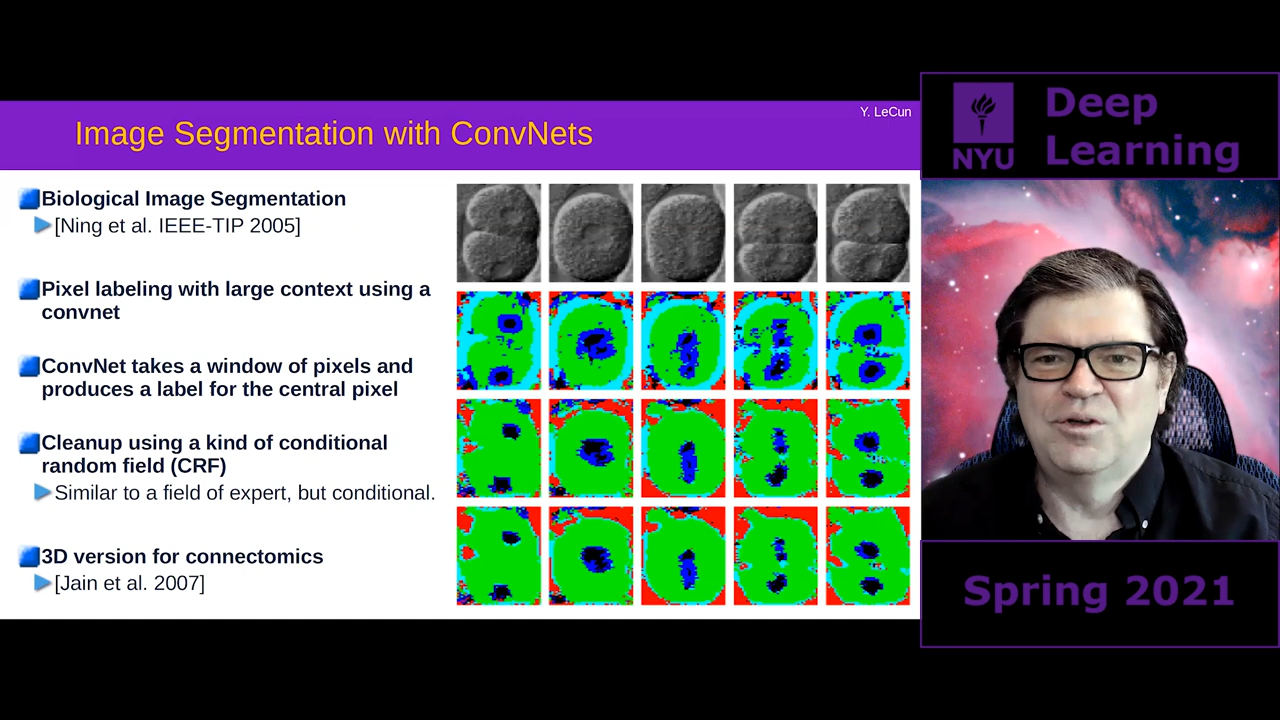 Y. LeCun
Image Segmentation with ConvNets
Biological Image Segmentation
[Ning et al. IEEE-TIP 2005]
Pixel labeling with large context using a
convnet
ConvNet takes a window of pixels and
produces a label for the central pixel
Cleanup using a kind of conditional
random field (CRF)
Similar to a field of expert, but conditional.
3D version for connectomics
[Jain et al. 2007]
NYU
Deep
Learning
Spring 2021